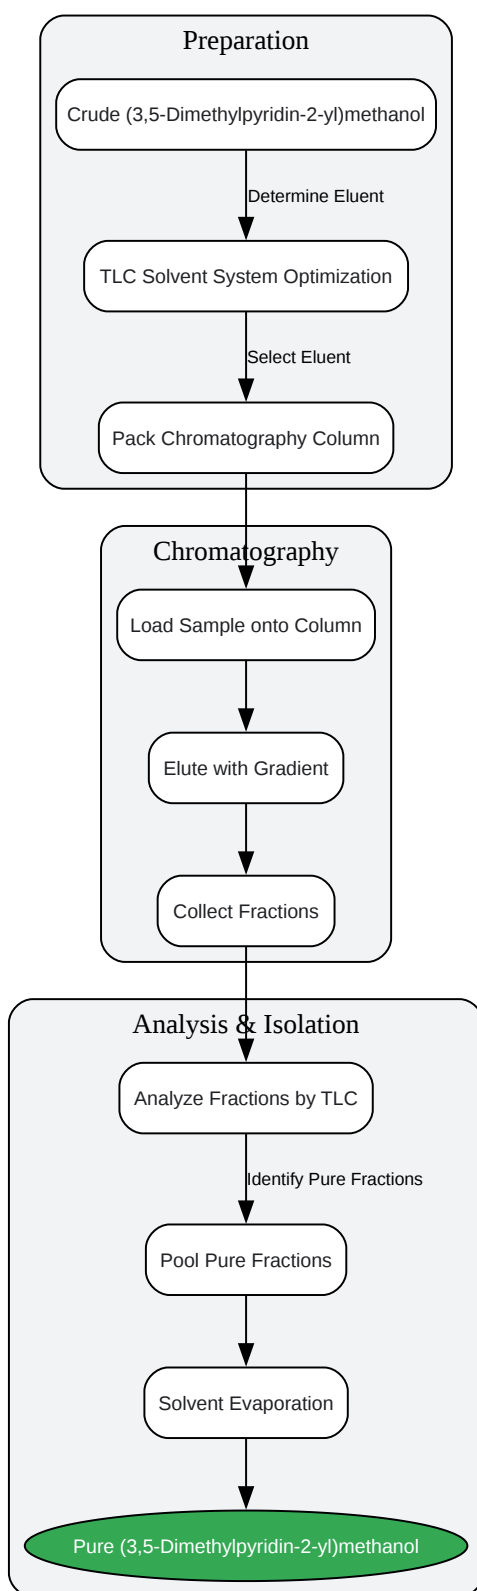 Preparation
Crude (3,5-Dimethylpyridin-2-yl)methanol
Determine Eluent
TLC Solvent System Optimization
Select Eluent
Pack Chromatography Column
Chromatography
Load Sample onto Column
Elute with Gradient
Collect Fractions
Analysis & Isolation
Analyze Fractions by TLC
Identify Pure Fractions
Pool Pure Fractions
Solvent Evaporation
Pure (3,5-Dimethylpyridin-2-yl)methanol